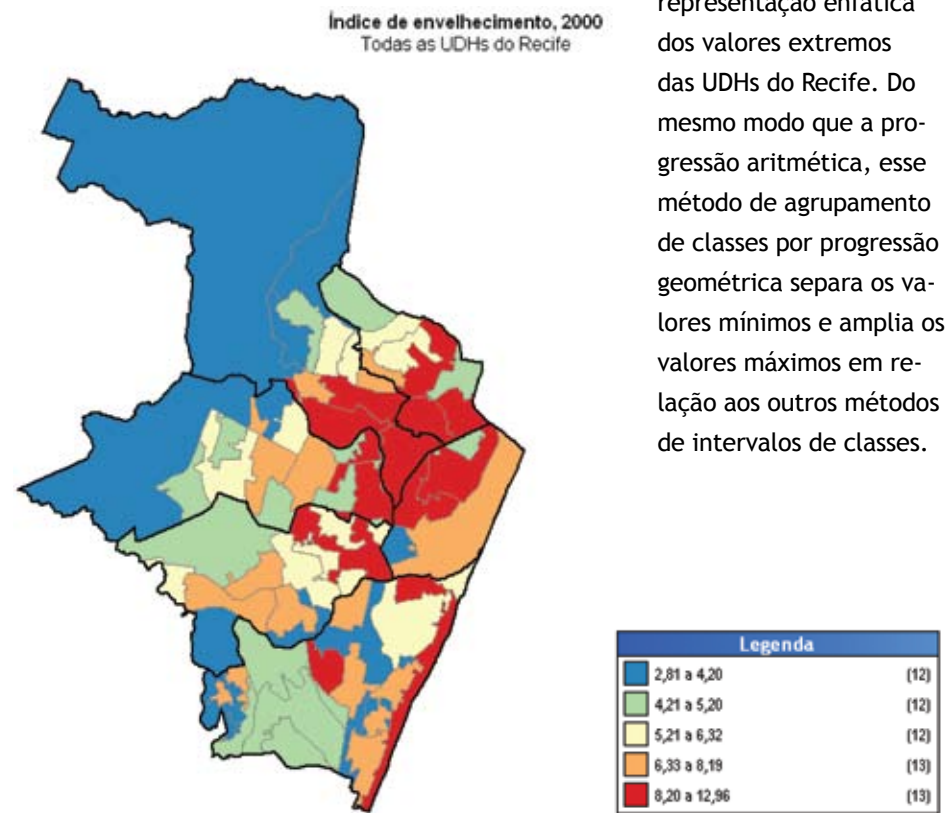 Índice de envelhecimento, 2000
Todas as UDHs do Recife
representação enfática
dos valores extremos
das UDHs do Recife. Do
mesmo modo que a pro-
gressão aritmética, esse
método de agrupamento
de classes por progressão
geométrica separa os va-
lores mínimos e amplia os
valores máximos em re-
lação aos outros métodos
de intervalos de classes.
Legenda
2,81 a 4,20 (12)
4,21 a 5,20 (12)
5,21 a 6,32 (12)
6,33 a 8,19 (13)
8,20 a 12,96 (13)